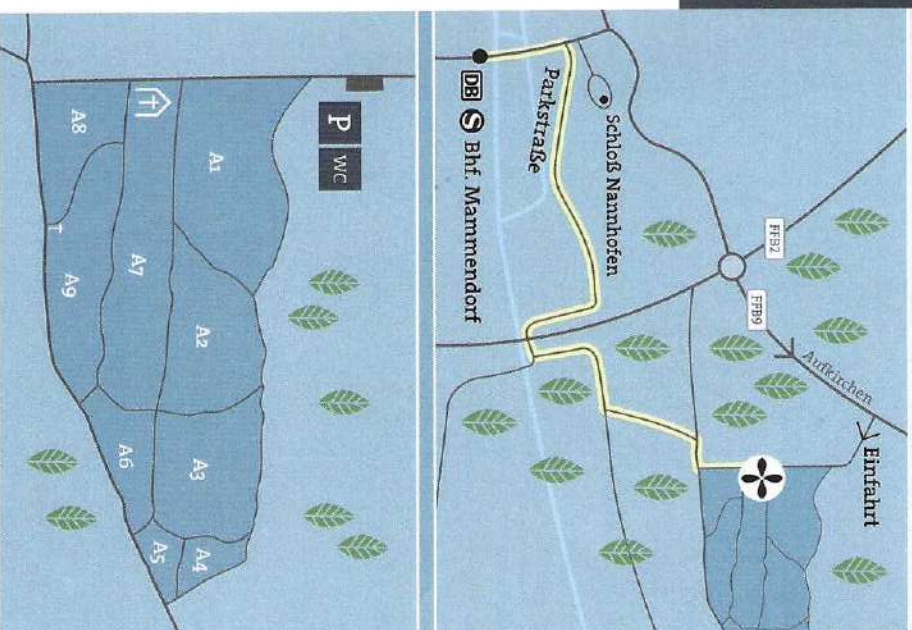 Einfahrt
Aufkirchen
FFB2
FFB9
Schloß Nannhofen
Parkstraße
DB S Bhf. Mammendorf
P WC
A1
A2
A3
A4
A7
A8
A9
A6
A5